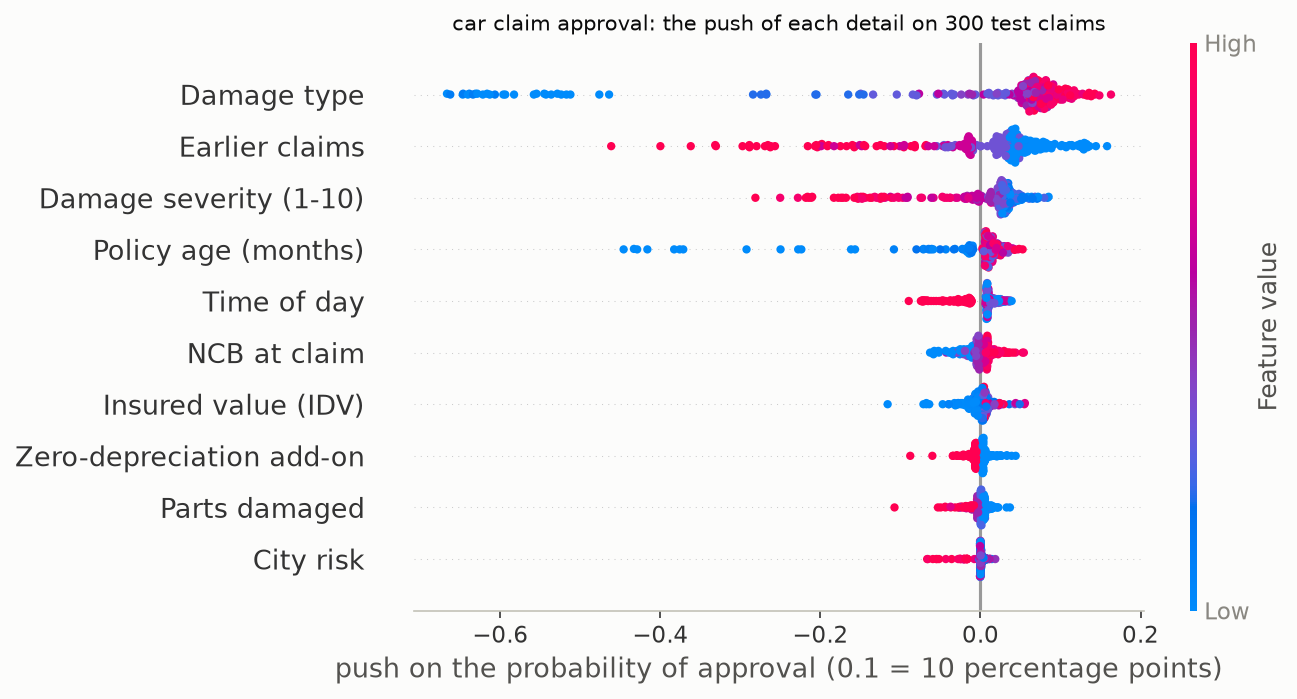 car claim approval: the push of each detail on 300 test claims
High
Damage type
Earlier claims
Damage severity (1-10)
Policy age (months)
Time of day
NCB at claim
Insured value (IDV)
Zero-depreciation add-on
Parts damaged
City risk
Feature value
Low
−0.6 −0.4 −0.2 0.0 0.2
push on the probability of approval (0.1 = 10 percentage points)